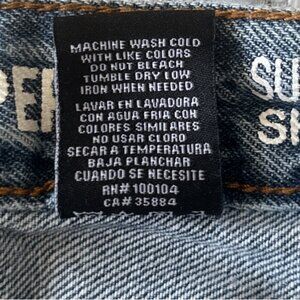 MACHINE WASH COLD
WITH LIKE COLORS
DO NOT BLEACH
TUMBLE DRY LOW
IRON WHEN NEEDED
LAVAR EN LAVADORA
CON AGUA FRIA CON
COLORES SIMILARES
NO USAR CLORO
SECAR A TEMPERATURA
BAJA PLANCHAR
CUANDO SE NECESITE
RN# 100104
CA# 35884